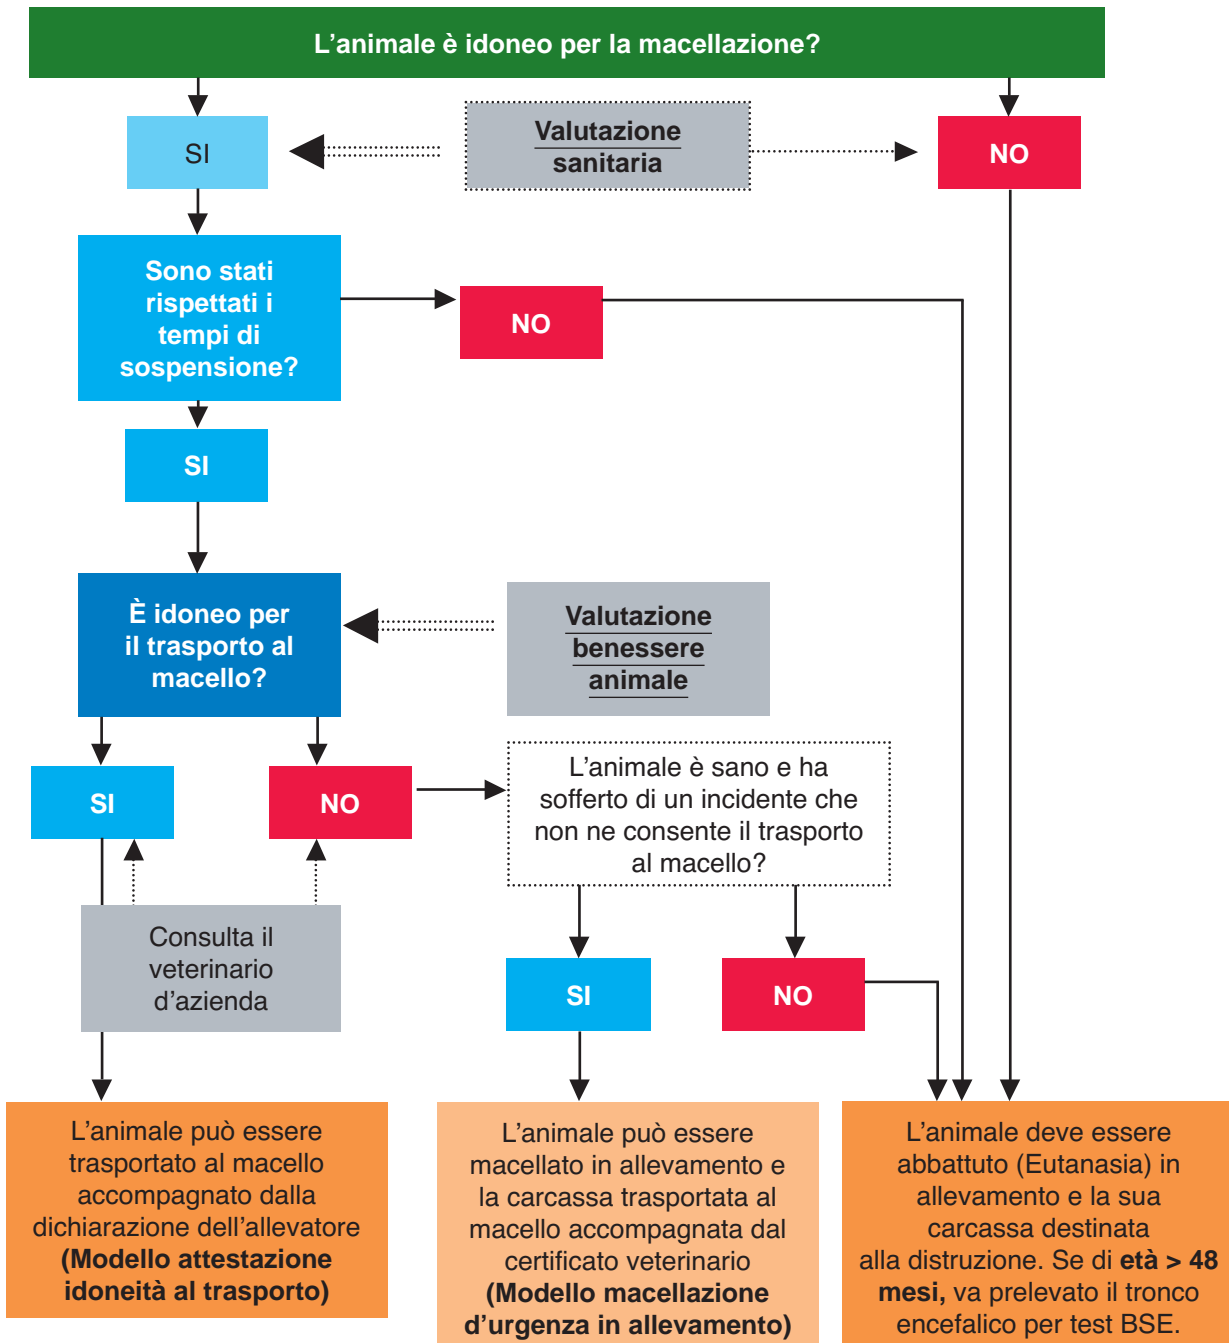 L'animale è idoneo per la macellazione?
SI
Valutazione
sanitaria
NO
Sono stati
rispettati i
tempi di
sospensione?
NO
SI
È idoneo per
il trasporto al
macello?
Valutazione
benessere
animale
SI
NO
L'animale è sano e ha
sofferto di un incidente che
non ne consente il trasporto
al macello?
Consulta il
veterinario
d'azienda
SI
NO
L'animale può essere
trasportato al macello
accompagnato dalla
dichiarazione dell'allevatore
(Modello attestazione
idoneità al trasporto)
L'animale può essere
macellato in allevamento e
la carcassa trasportata al
macello accompagnata dal
certificato veterinario
(Modello macellazione
d'urgenza in allevamento)
L'animale deve essere
abbattuto (Eutanasia) in
allevamento e la sua
carcassa destinata
alla distruzione. Se di età > 48
mesi, va prelevato il tronco
encefalico per test BSE.